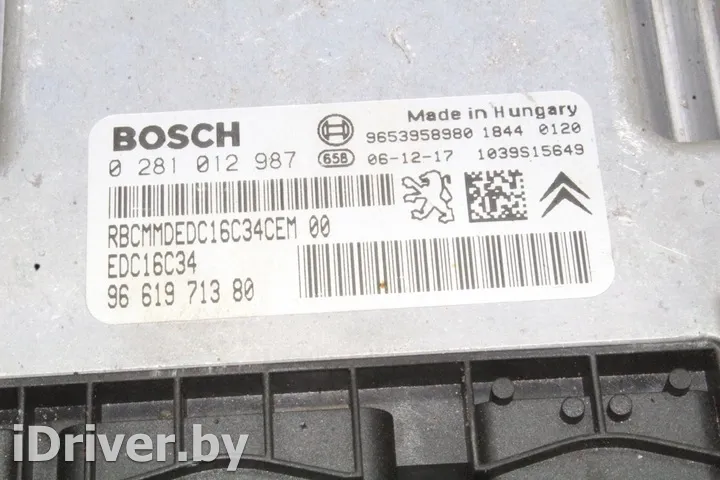 BOSCH
Made in Hungary
9653958980 1844 0120
0 281 012 987 658 06-12-17 1039S15649
RBCMMDEDC16C34CEM 00
EDC16C34
96 619 713 80
iDriver.by